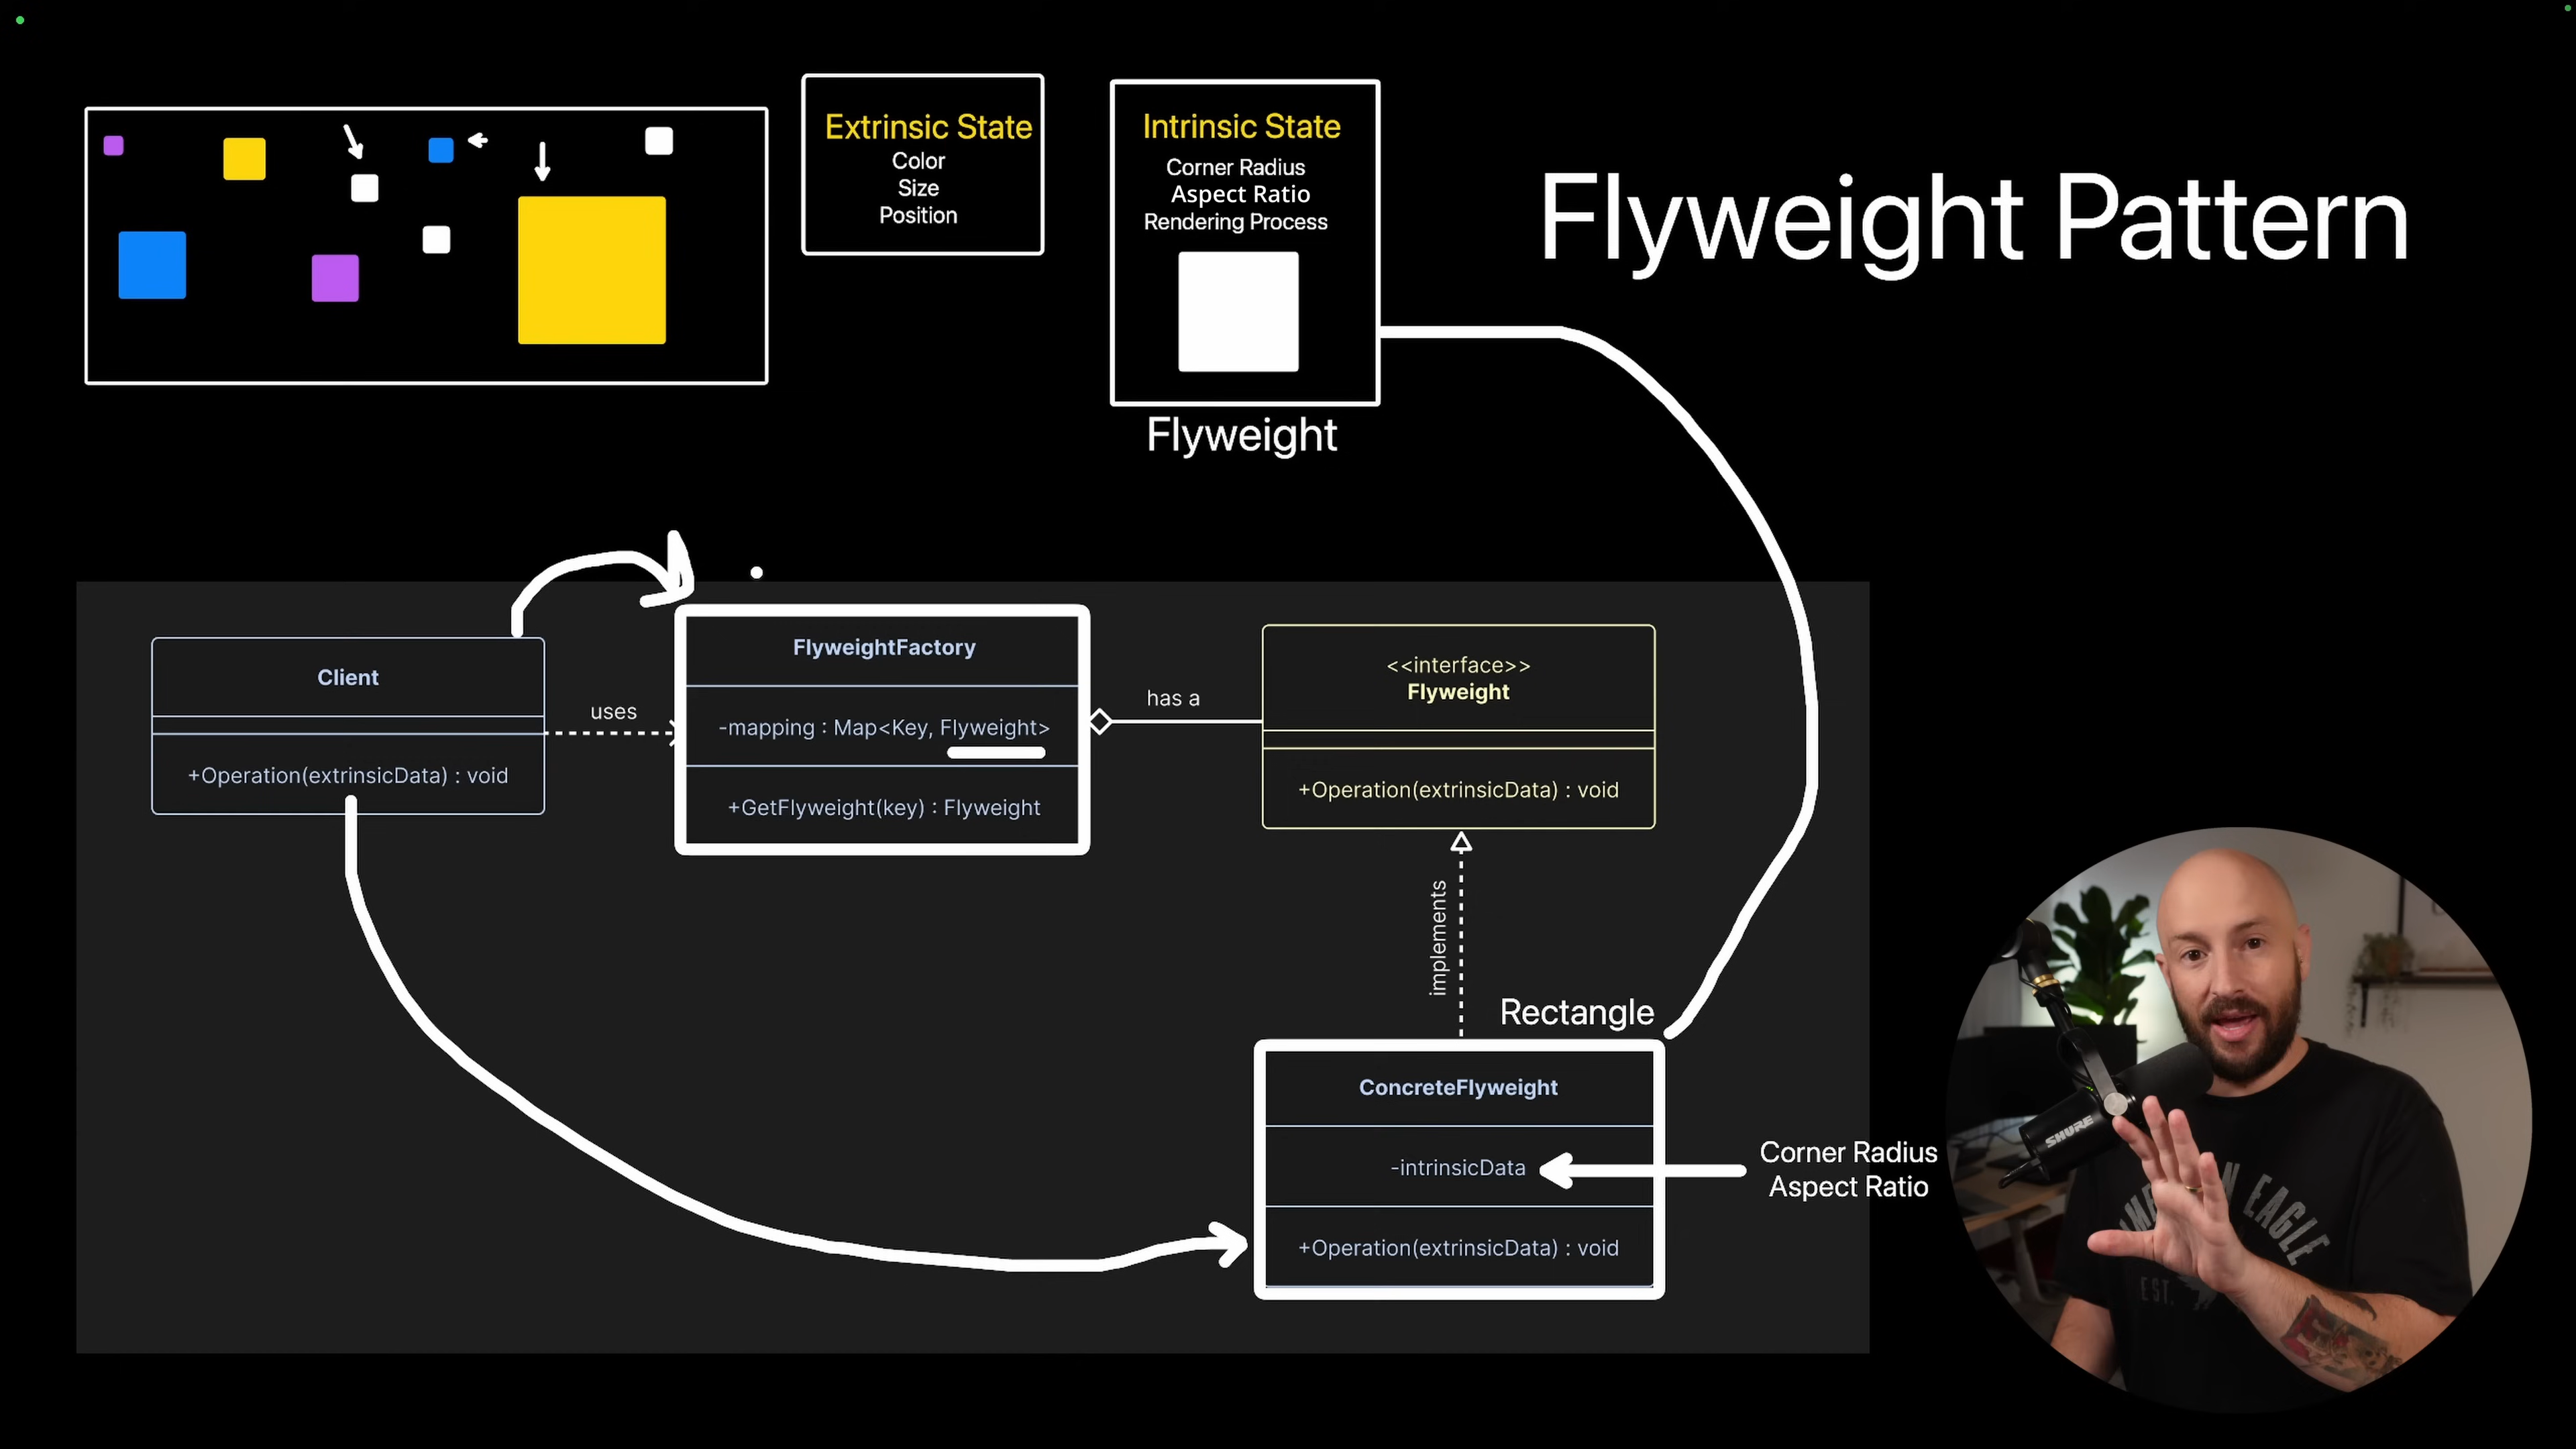 Extrinsic State
Color
Size
Position
Intrinsic State
Corner Radius
Aspect Ratio
Rendering Process
Flyweight
Flyweight Pattern
Client
+Operation(extrinsicData) : void
uses
FlyweightFactory
-mapping : Map<Key, Flyweight>
+GetFlyweight(key) : Flyweight
has a
<<interface>>
Flyweight
+Operation(extrinsicData) : void
implements
Rectangle
ConcreteFlyweight
-intrinsicData
+Operation(extrinsicData) : void
Corner Radius
Aspect Ratio
SHURE
EAGLE
EST.